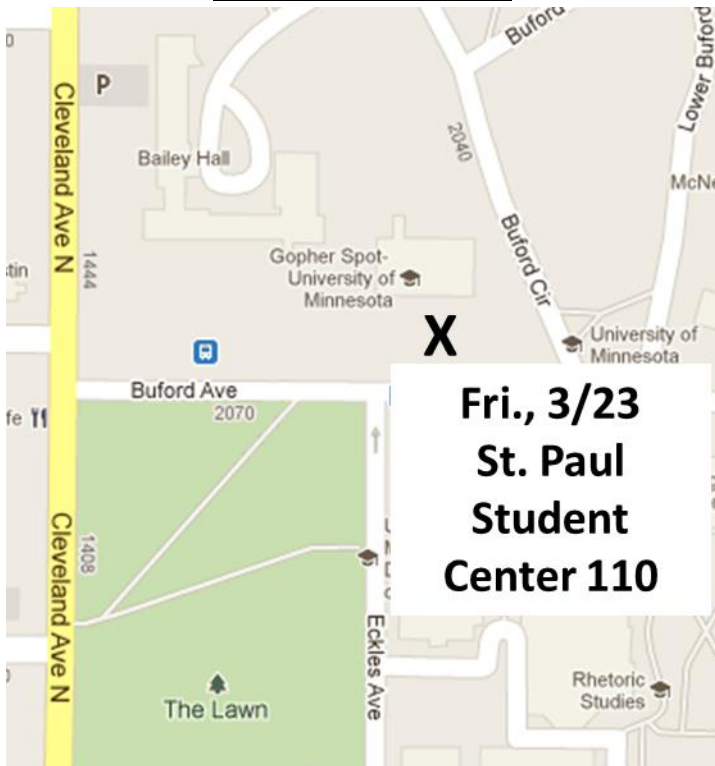 Buford
Lower Buford
Cleveland Ave N
P
2040
Bailey Hall
McNe
Gopher Spot-
University of
Minnesota
Buford Cir
1444
stin
X
University of
Minnesota
Buford Ave
2070
fe
Fri., 3/23
St. Paul
Student
Center 110
Cleveland Ave N
1408
Eckles Ave
The Lawn
Rhetoric
Studies